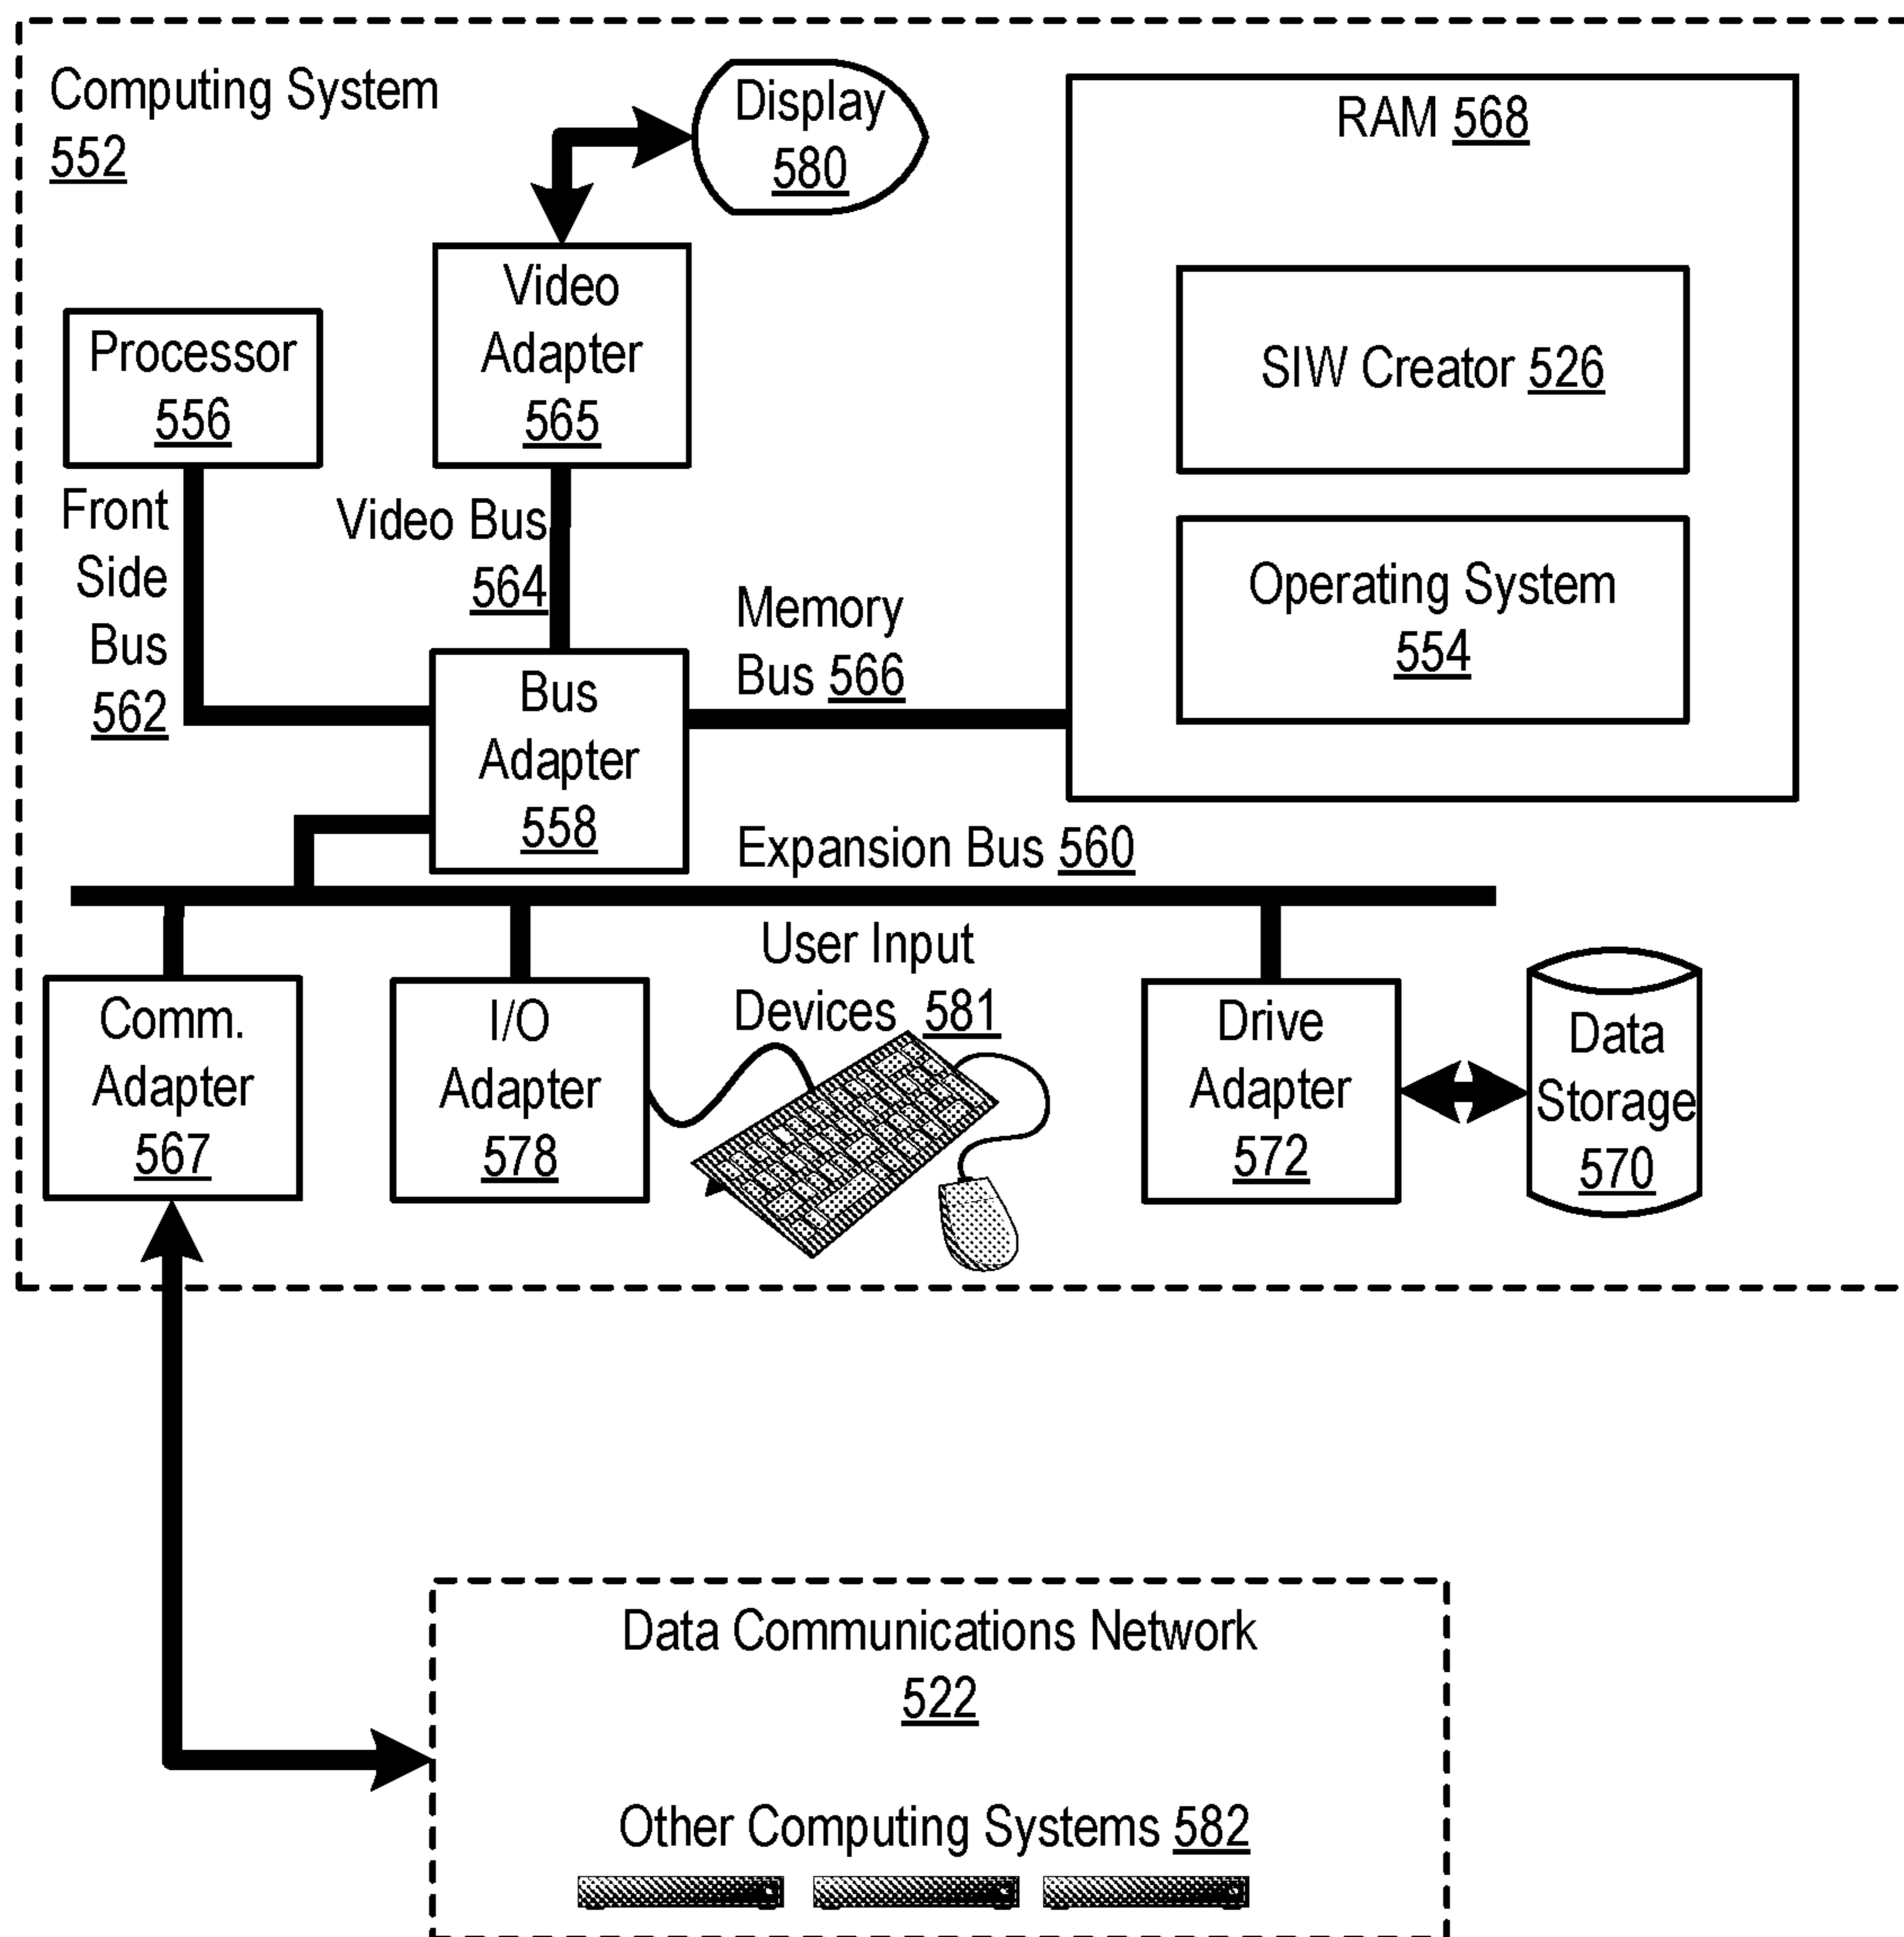 Computing System
552
Display
580
RAM 568
Video
Adapter
565
Processor
556
SIW Creator 526
Front
Side
Bus
562
Video Bus
564
Operating System
554
Memory
Bus 566
Bus
Adapter
558
Expansion Bus 560
Comm.
Adapter
567
I/O
Adapter
578
User Input
Devices 581
Drive
Adapter
572
Data
Storage
570
Data Communications Network
522
Other Computing Systems 582